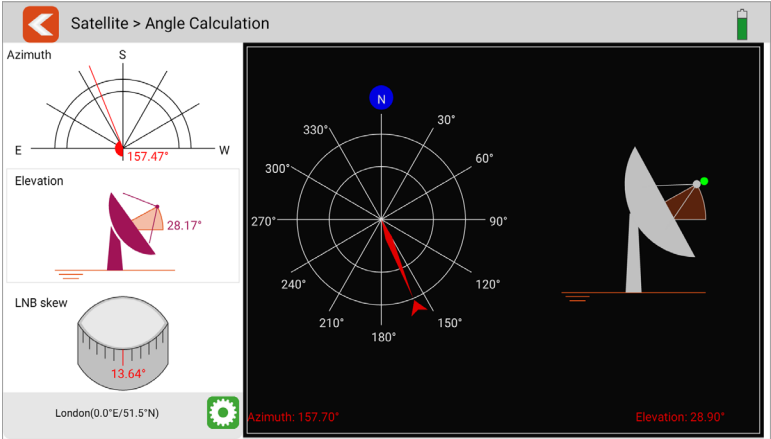 Satellite > Angle Calculation
Azimuth
S
E
W
157.47°
Elevation
28.17°
LNB skew
13.64°
London(0.0°E/51.5°N)
N
330°
30°
300°
60°
270°
90°
240°
120°
210°
150°
180°
Azimuth: 157.70°
Elevation: 28.90°